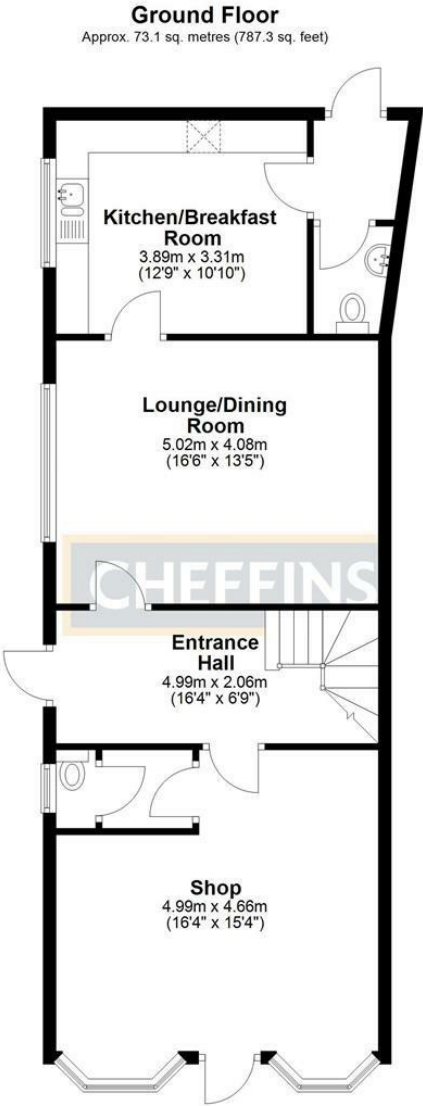 Ground Floor
Approx. 73.1 sq. metres (787.3 sq. feet)
Kitchen/Breakfast
Room
3.89m x 3.31m
(12'9" x 10'10")
Lounge/Dining
Room
5.02m x 4.08m
(16'6" x 13'5")
CHEFFINS
Entrance
Hall
4.99m x 2.06m
(16'4" x 6'9")
Shop
4.99m x 4.66m
(16'4" x 15'4")